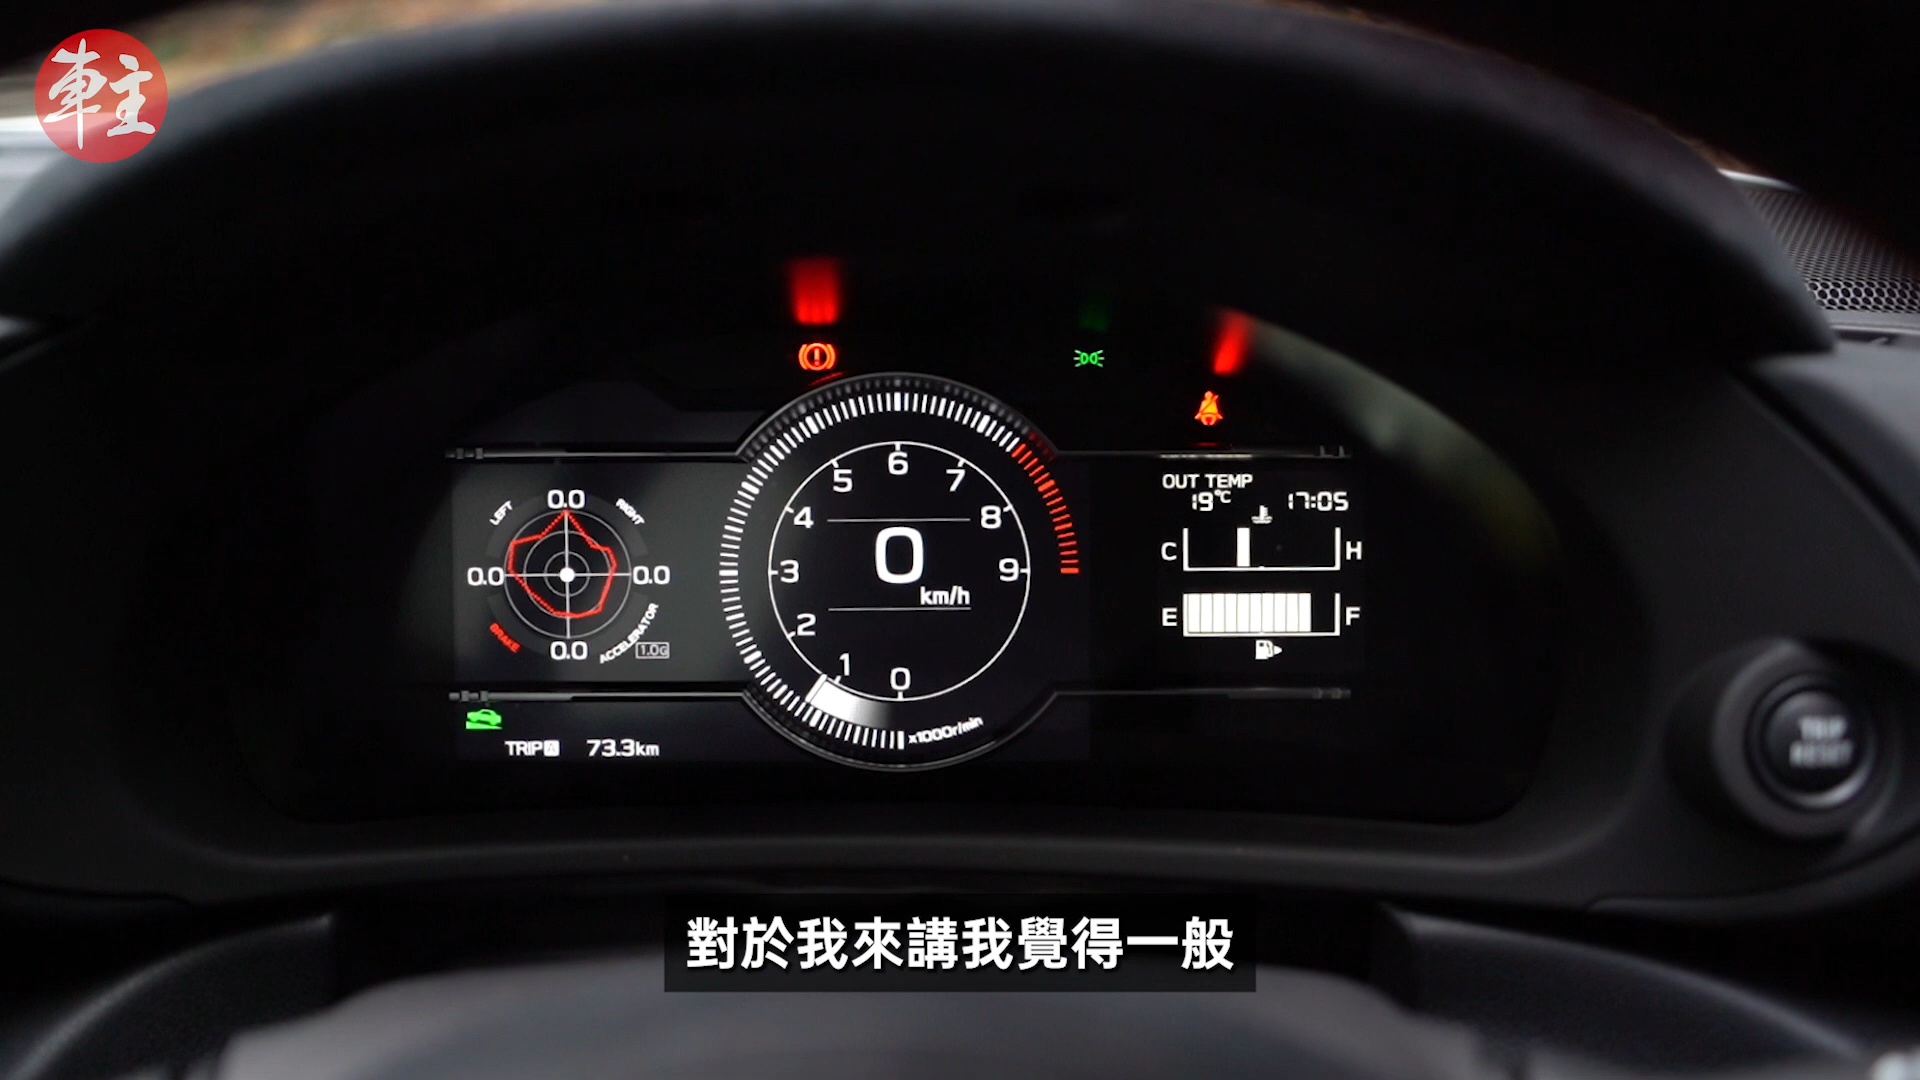 車主
OUT TEMP
19℃ 17:05
C H
E F
LEFT 0.0 RIGHT
0.0 0.0
BRAKE 0.0 ACCELERATOR
1.0G
0 1 2 3 4 5 6 7 8 9
0
km/h
x1000r/min
TRIP A 73.3km
TRIP
RESET
對於我來講我覺得一般